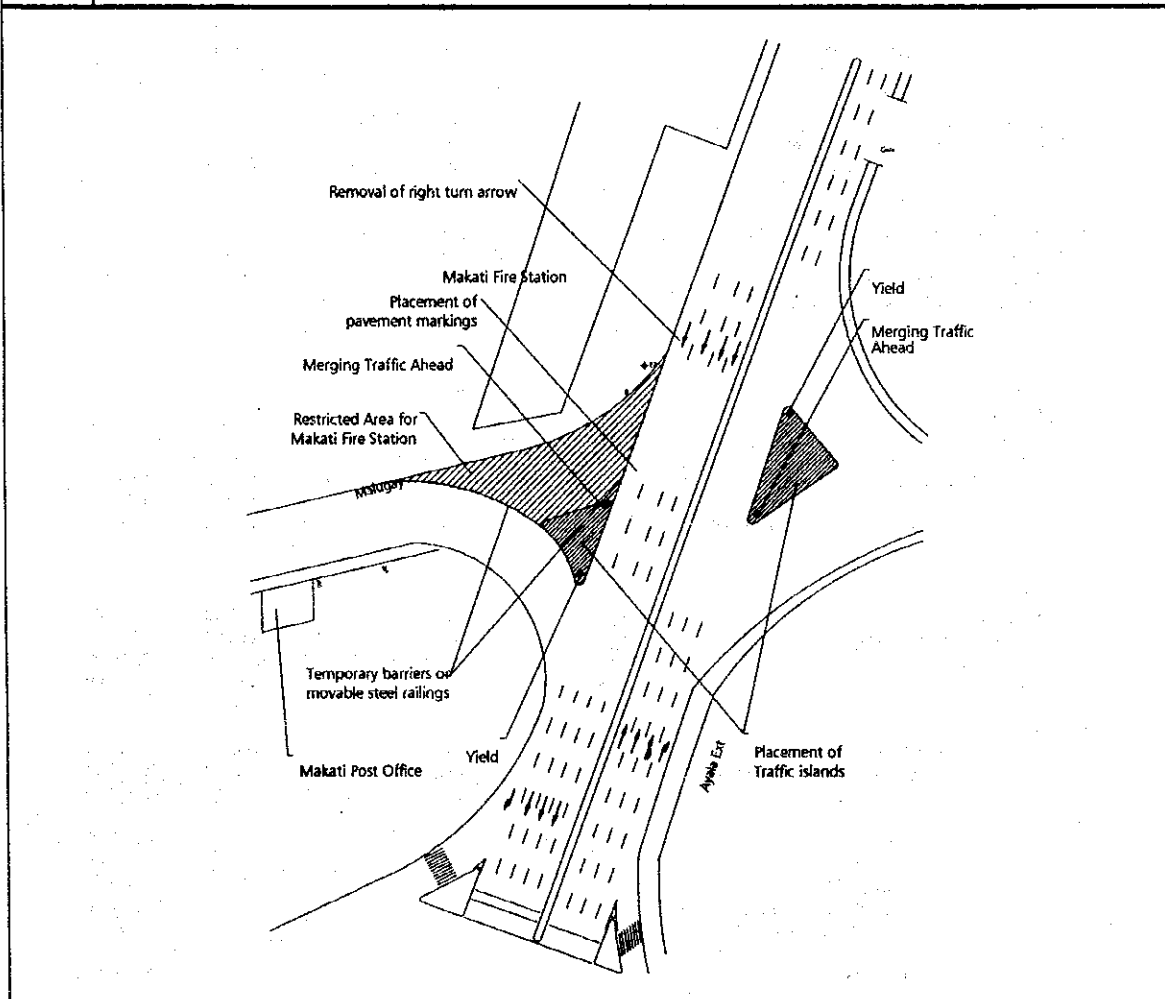 Removal of right turn arrow
Makati Fire Station
Placement of
pavement markings
Merging Traffic Ahead
Restricted Area for
Makati Fire Station
Malugay
Yield
Merging Traffic
Ahead
Temporary barriers or
movable steel railings
Makati Post Office
Yield
Ayala Ext
Placement of
Traffic islands